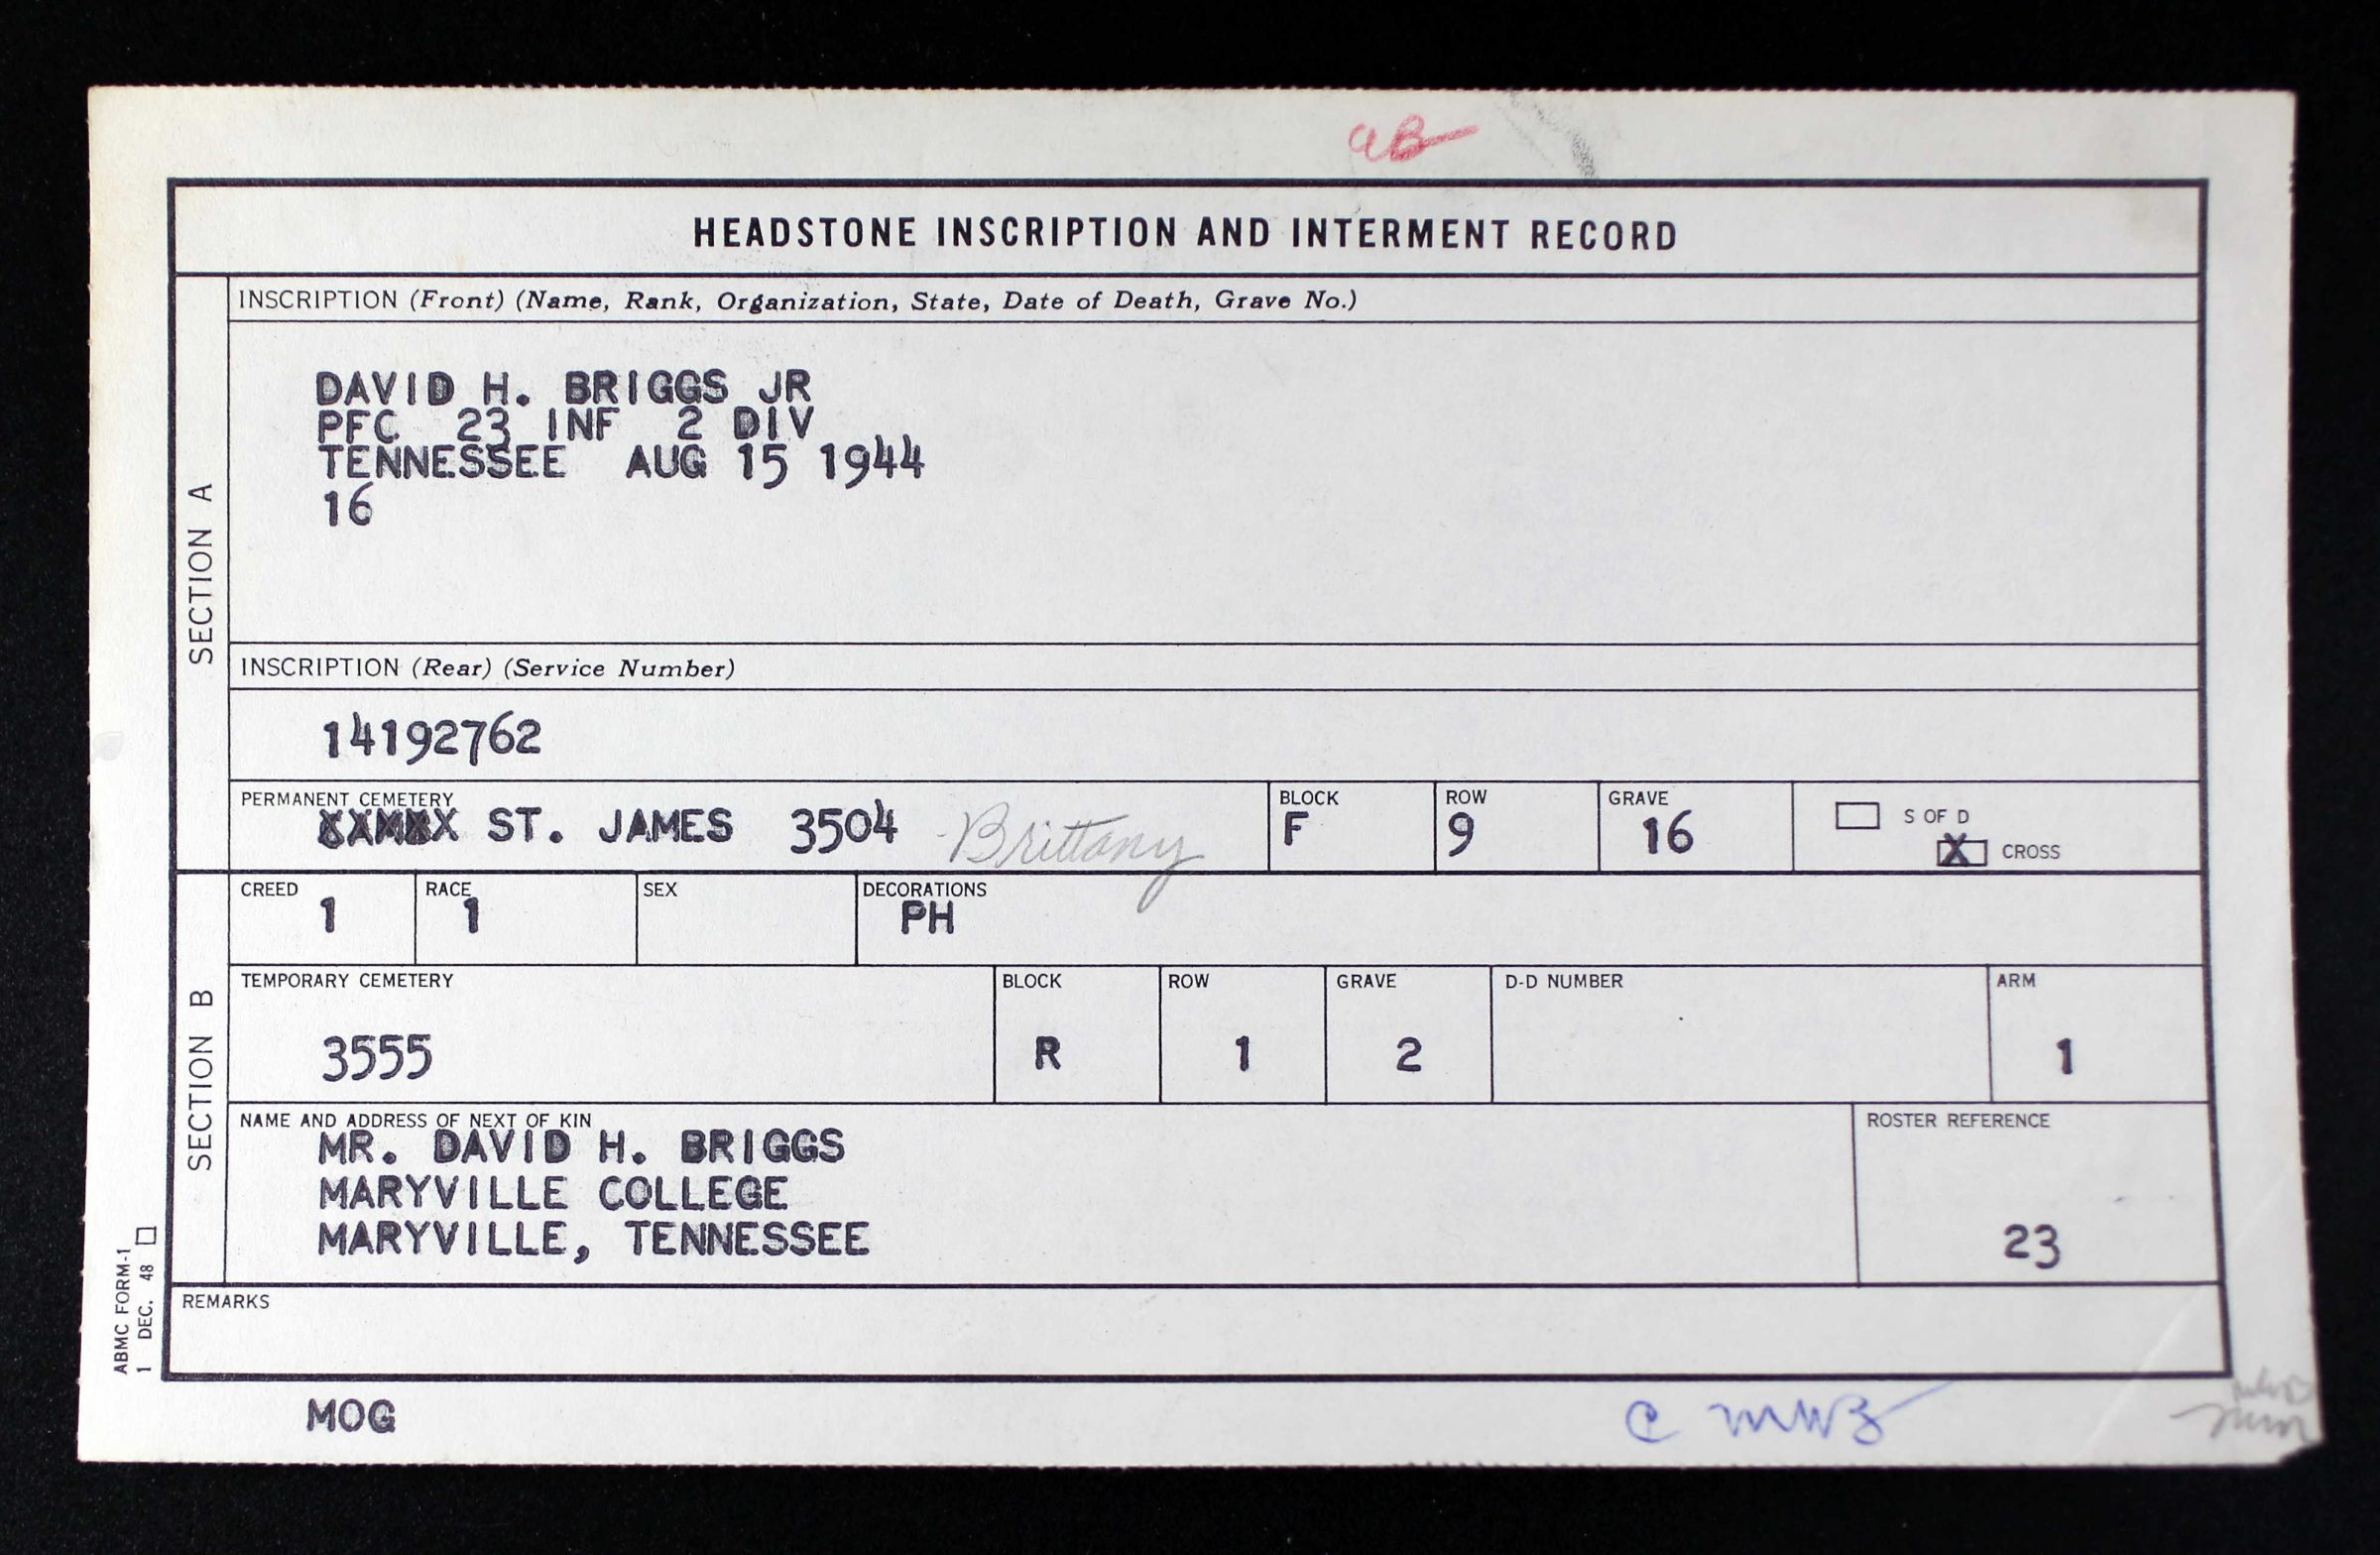 aB
HEADSTONE INSCRIPTION AND INTERMENT RECORD
SECTION A
INSCRIPTION (Front) (Name, Rank, Organization, State, Date of Death, Grave No.)
DAVID H. BRIGGS JR
PFC 23 INF 2 DIV
TENNESSEE AUG 15 1944
16
INSCRIPTION (Rear) (Service Number)
14192762
PERMANENT CEMETERY
ST. JAMES 3504 Brittany
BLOCK
F
ROW
9
GRAVE
16
S OF D
X CROSS
SECTION B
CREED
1
RACE
1
SEX
DECORATIONS
PH
TEMPORARY CEMETERY
3555
BLOCK
R
ROW
1
GRAVE
2
D-D NUMBER
ARM
1
NAME AND ADDRESS OF NEXT OF KIN
MR. DAVID H. BRIGGS
MARYVILLE COLLEGE
MARYVILLE, TENNESSEE
ROSTER REFERENCE
23
REMARKS
ABMC FORM-1
1 DEC. 48
MOG